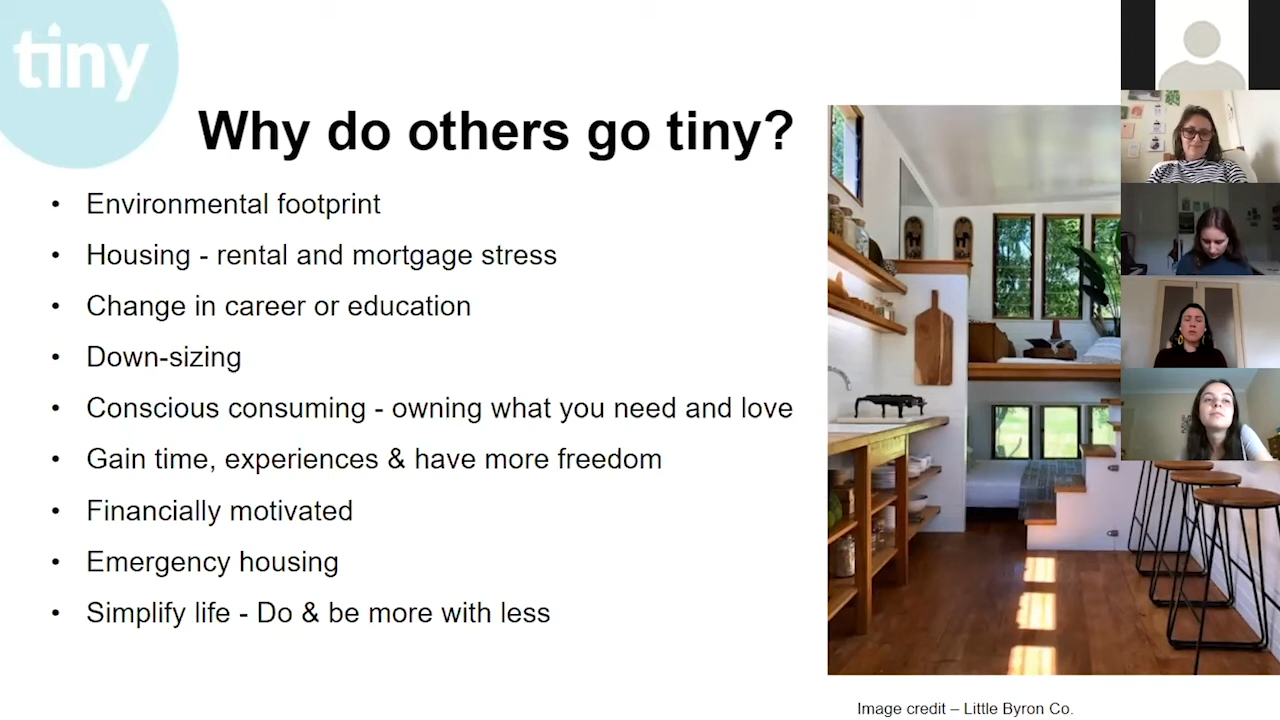 tiny
Why do others go tiny?
• Environmental footprint
• Housing - rental and mortgage stress
• Change in career or education
• Down-sizing
• Conscious consuming - owning what you need and love
• Gain time, experiences & have more freedom
• Financially motivated
• Emergency housing
• Simplify life - Do & be more with less
Image credit – Little Byron Co.